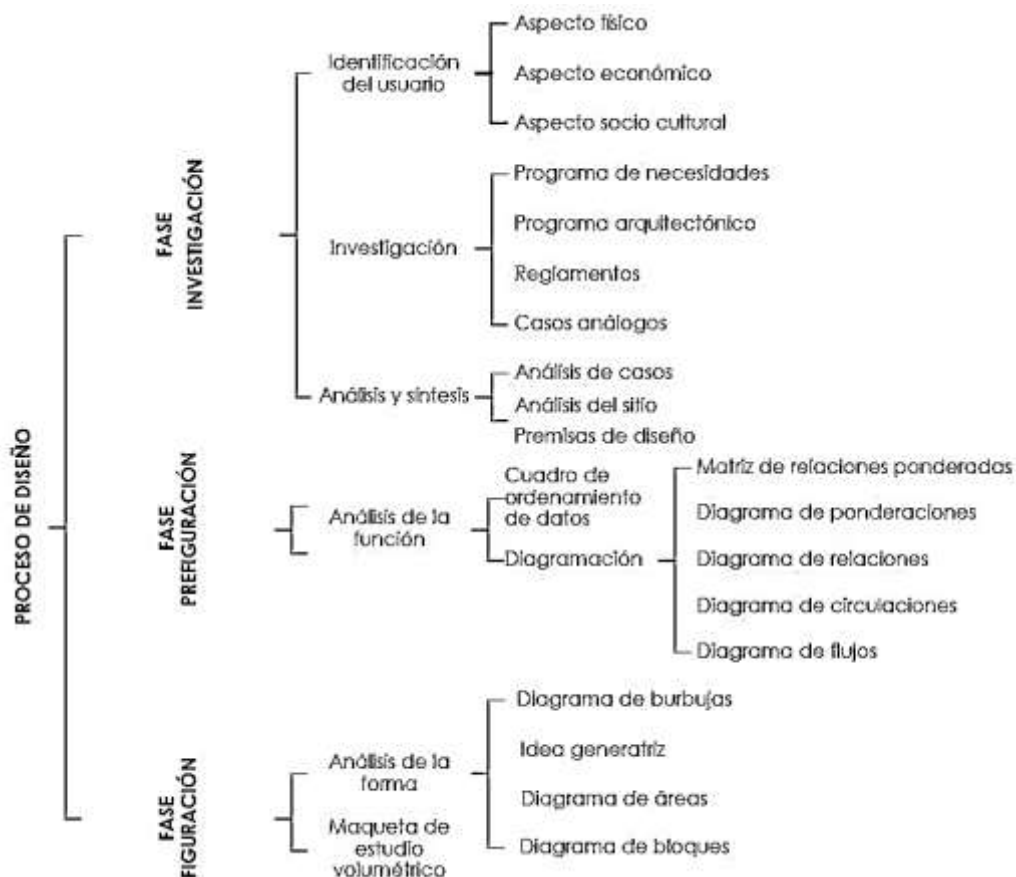 PROCESO DE DISEÑO
FASE
INVESTIGACIÓN
Identificación
del usuario
Aspecto físico
Aspecto económico
Aspecto socio cultural
Investigación
Programa de necesidades
Programa arquitectónico
Reglamentos
Casos análogos
Análisis y síntesis
Análisis de casos
Análisis del sitio
Premisas de diseño
FASE
PREFIGURACIÓN
Análisis de la
función
Cuadro de
ordenamiento
de datos
Diagramación
Matriz de relaciones ponderadas
Diagrama de ponderaciones
Diagrama de relaciones
Diagrama de circulaciones
Diagrama de flujos
FASE
FIGURACIÓN
Análisis de la
forma
Diagrama de burbujas
Idea generatriz
Diagrama de áreas
Diagrama de bloques
Maqueta de
estudio
volumétrico